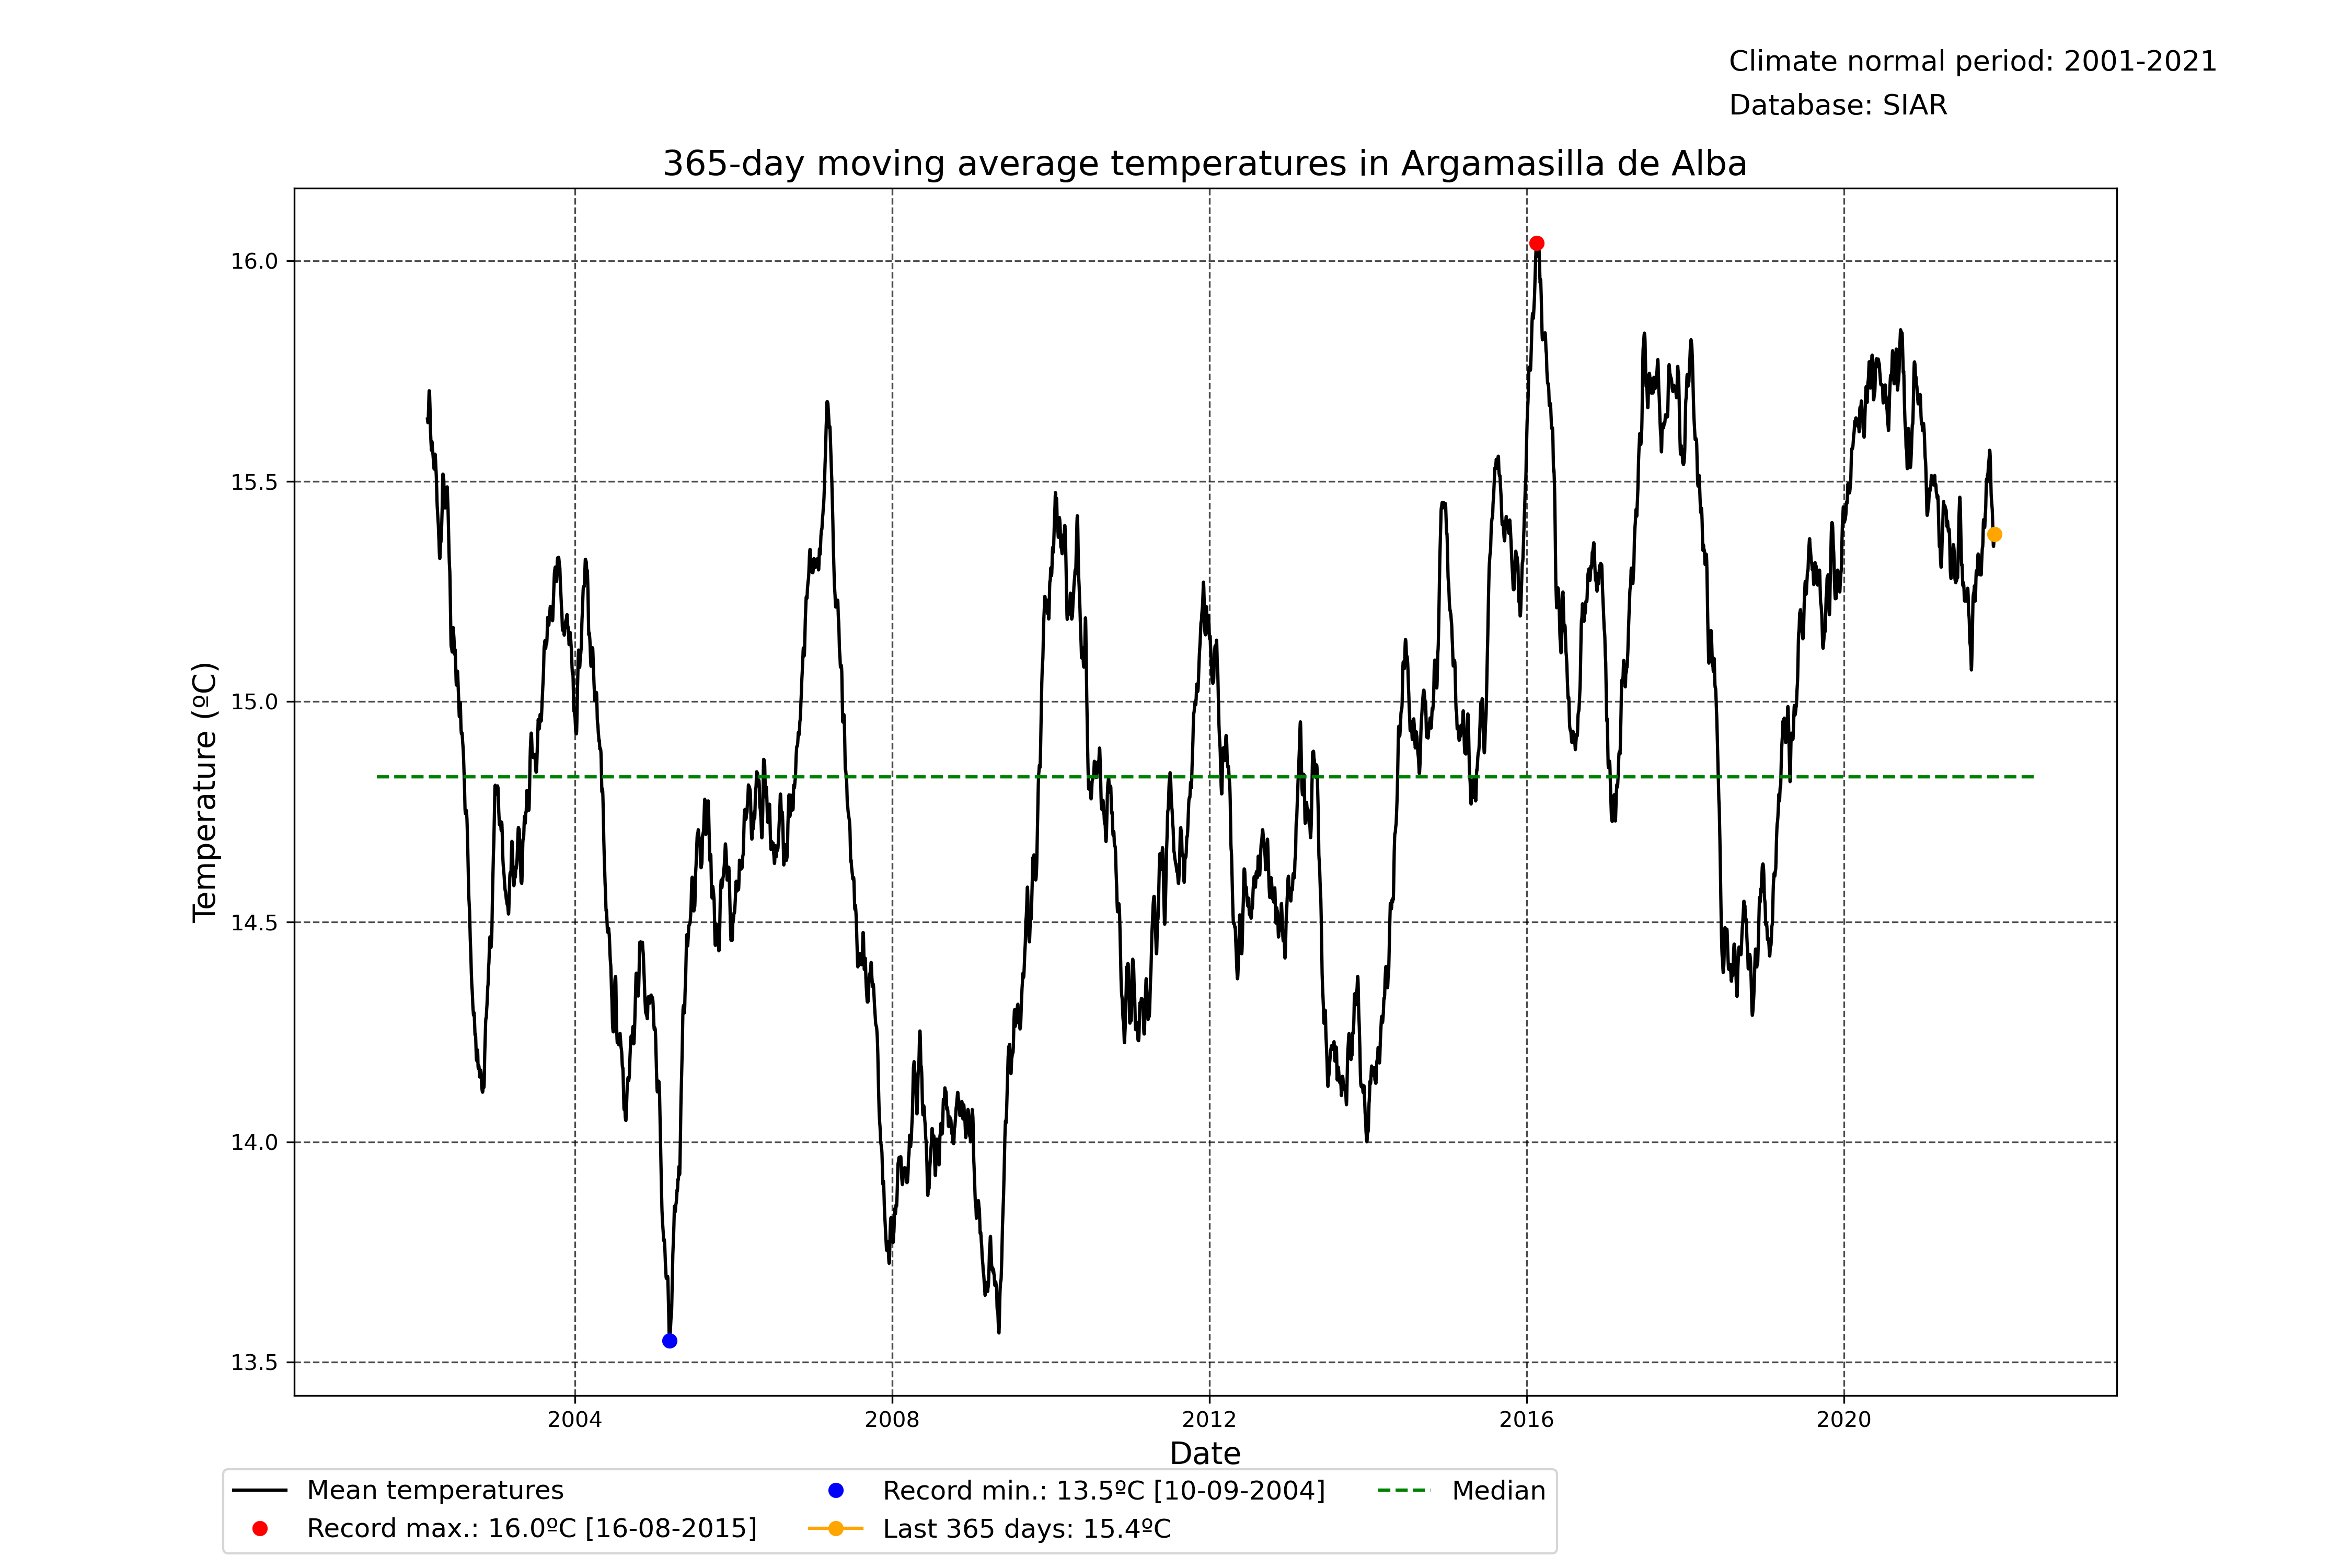 Climate normal period: 2001-2021
Database: SIAR
365-day moving average temperatures in Argamasilla de Alba
Temperature (ºC)
16.0
15.5
15.0
14.5
14.0
13.5
2004
2008
2012
2016
2020
Date
Mean temperatures
Record max.: 16.0ºC [16-08-2015]
Record min.: 13.5ºC [10-09-2004]
Last 365 days: 15.4ºC
Median